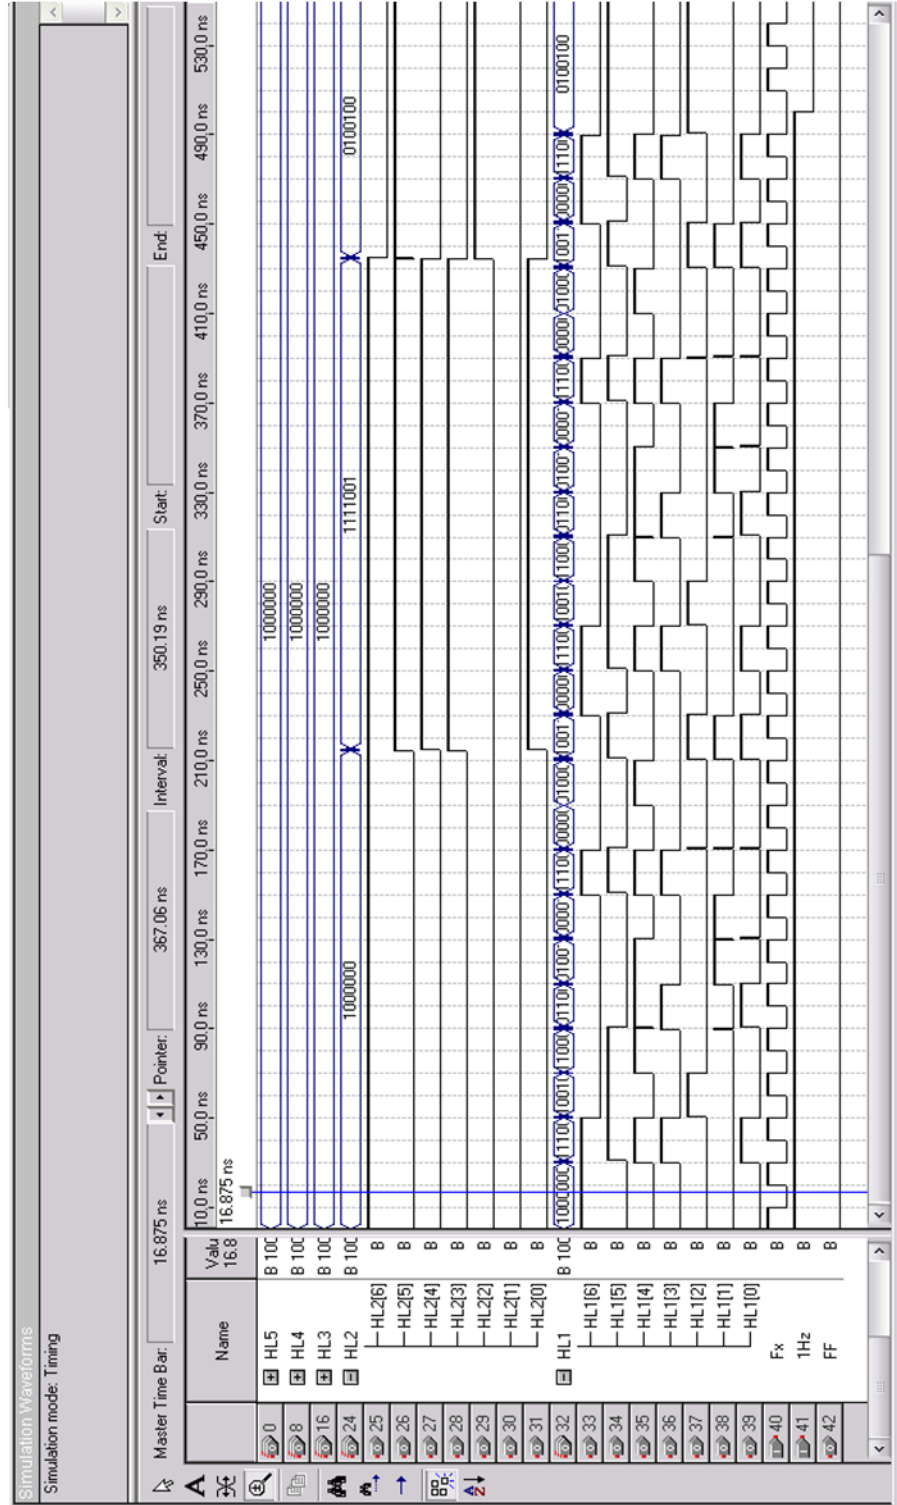 Simulation Waveforms
Simulation mode: Timing
Master Time Bar: 16.875 ns Pointer: 367.06 ns Interval: 350.19 ns Start: End:
Name
Valu
16.8
10,0 ns 50,0 ns 90,0 ns 130,0 ns 170,0 ns 210,0 ns 250,0 ns 290,0 ns 330,0 ns 370,0 ns 410,0 ns 450,0 ns 490,0 ns 530,0 ns
16.875 ns
0 HL5 B 100 1000000
8 HL4 B 100 1000000
16 HL3 B 100 1000000
24 HL2 B 100 1000000 1111001 0100100
25 HL2[6] B
26 HL2[5] B
27 HL2[4] B
28 HL2[3] B
29 HL2[2] B
30 HL2[1] B
31 HL2[0] B
32 HL1 B 100 1000000 0100100
33 HL1[6] B
34 HL1[5] B
35 HL1[4] B
36 HL1[3] B
37 HL1[2] B
38 HL1[1] B
39 HL1[0] B
40 Fx B
41 1Hz B
42 FF B